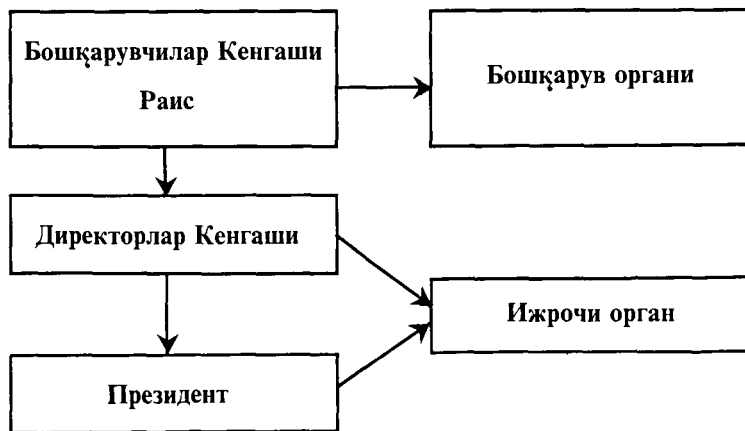 Бошқарувчилар Кенгаши
Раис
Бошқарув органи
Директорлар Кенгаши
Ижрочи орган
Президент